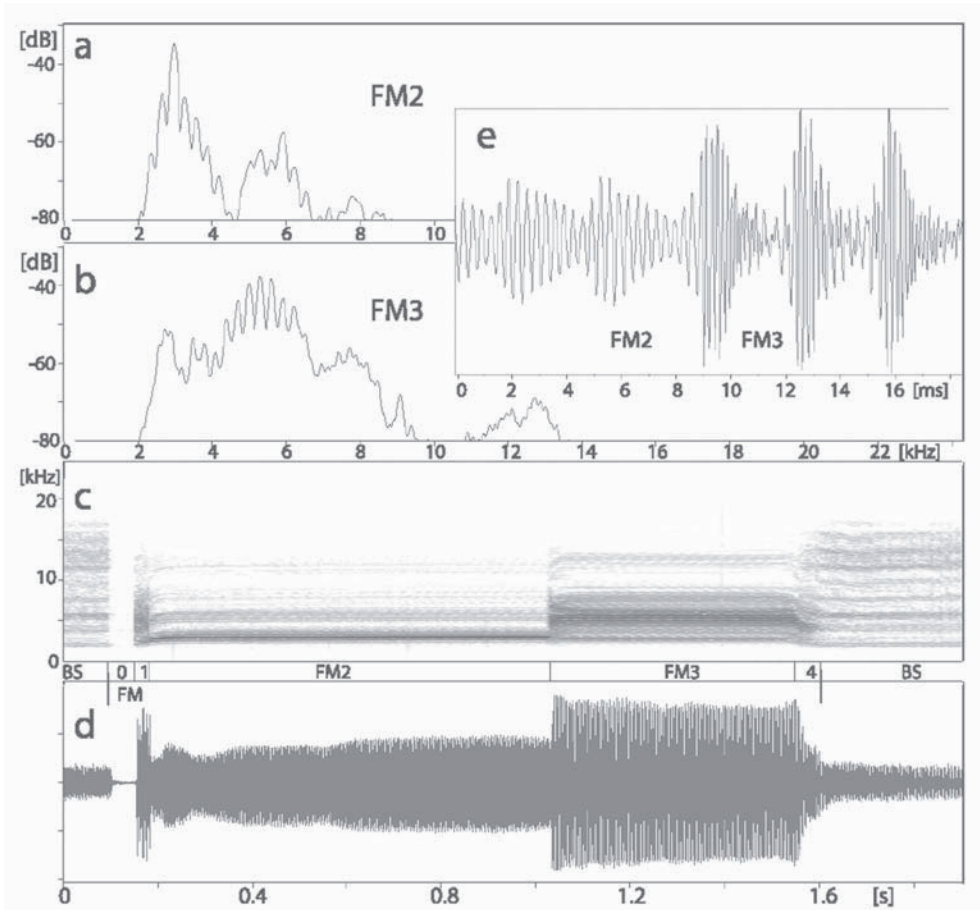 [dB] a
-40
FM2
-60
-80
0 2 4 6 8 10
e
FM2 FM3
0 2 4 6 8 10 12 14 16 [ms]
[dB] b
-40
FM3
-60
-80
0 2 4 6 8 10 12 14 16 18 20 22 [kHz]
[kHz] c
20
10
0
BS 0 1 FM2 FM3 4 BS
FM
d
0 0.4 0.8 1.2 1.6 [s]